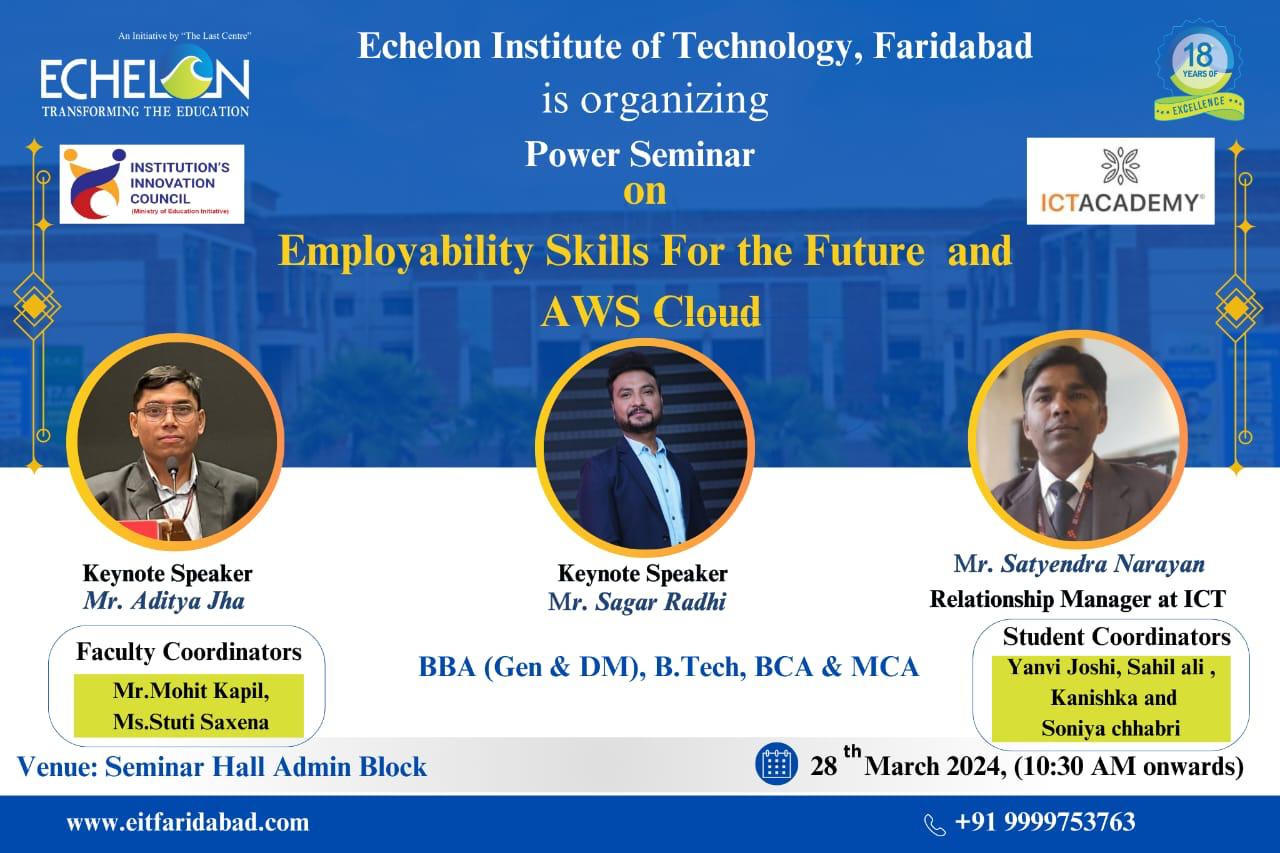 An Initiative by "The Last Centre"
ECHELON
TRANSFORMING THE EDUCATION
Echelon Institute of Technology, Faridabad
is organizing
Power Seminar
on
Employability Skills For the Future and
AWS Cloud
18
YEARS OF
EXCELLENCE
INSTITUTION'S
INNOVATION
COUNCIL
(Ministry of Education Initiative)
ICTACADEMY®
Keynote Speaker
Mr. Aditya Jha
Keynote Speaker
Mr. Sagar Radhi
Mr. Satyendra Narayan
Relationship Manager at ICT
Faculty Coordinators
Mr.Mohit Kapil,
Ms.Stuti Saxena
BBA (Gen & DM), B.Tech, BCA & MCA
Student Coordinators
Yanvi Joshi, Sahil ali ,
Kanishka and
Soniya chhabri
Venue: Seminar Hall Admin Block
28 th March 2024, (10:30 AM onwards)
www.eitfaridabad.com
+91 9999753763